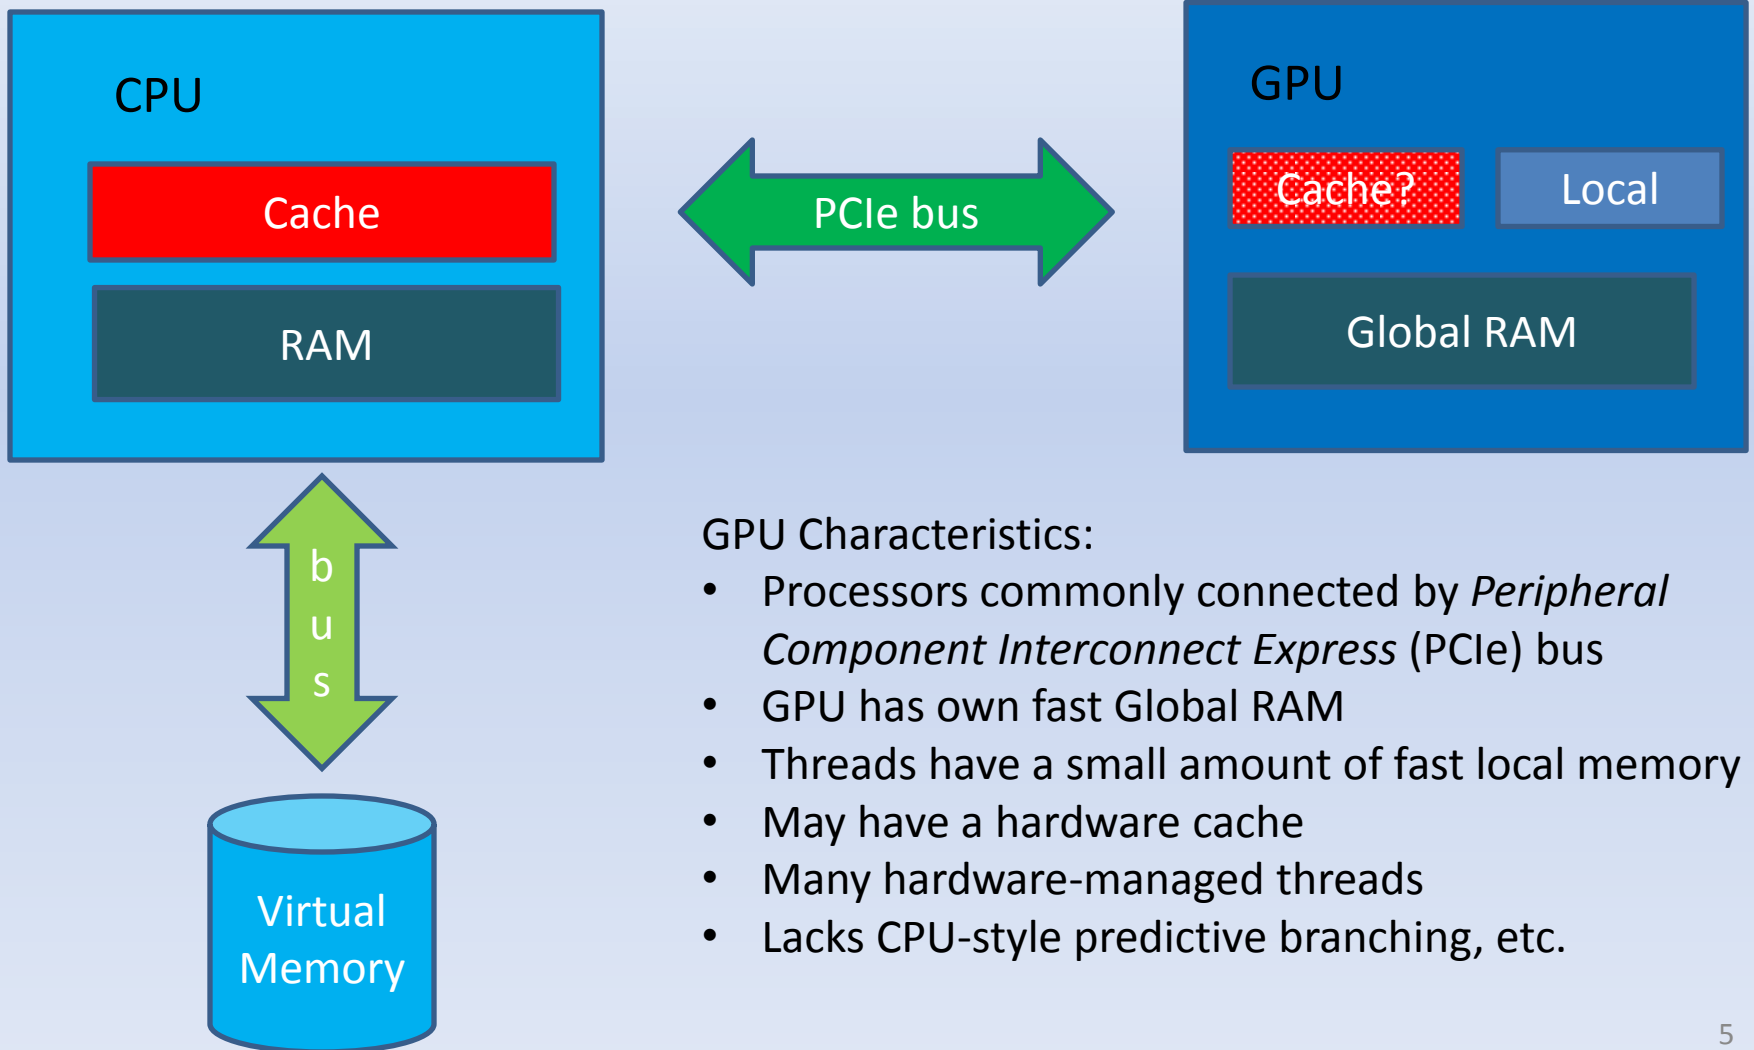 CPU
Cache
RAM
PCIe bus
GPU
Cache?
Local
Global RAM
b
u
s
Virtual
Memory
GPU Characteristics:
• Processors commonly connected by Peripheral
Component Interconnect Express (PCIe) bus
• GPU has own fast Global RAM
• Threads have a small amount of fast local memory
• May have a hardware cache
• Many hardware-managed threads
• Lacks CPU-style predictive branching, etc.
5